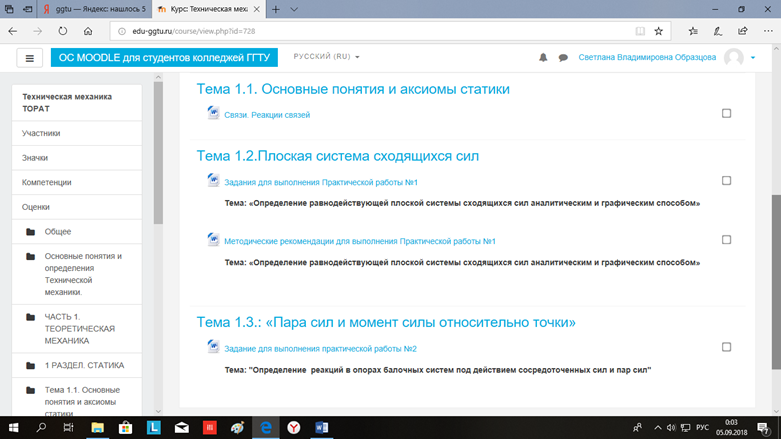 ggtu — Яндекс: нашлось 5
Курс: Техническая меха
edu-ggtu.ru/course/view.php?id=728
ОС MOODLE для студентов колледжей ГГТУ
РУССКИЙ (RU)
Светлана Владимировна Образцова
Техническая механика
ТОРАТ
Участники
Значки
Компетенции
Оценки
Общее
Основные понятия и
определения
Технической
механики.
ЧАСТЬ 1.
ТЕОРЕТИЧЕСКАЯ
МЕХАНИКА
1 РАЗДЕЛ. СТАТИКА
Тема 1.1. Основные
понятия и аксиомы
статики
Тема 1.1. Основные понятия и аксиомы статики
Связи. Реакции связей
Тема 1.2.Плоская система сходящихся сил
Задания для выполнения Практической работы №1
Тема: «Определение равнодействующей плоской системы сходящихся сил аналитическим и графическим способом»
Методические рекомендации для выполнения Практической работы №1
Тема: «Определение равнодействующей плоской системы сходящихся сил аналитическим и графическим способом»
Тема 1.3.: «Пара сил и момент силы относительно точки»
Задание для выполнения практической работы №2
Тема: "Определение реакций в опорах балочных систем под действием сосредоточенных сил и пар сил"
РУС
0:03
05.09.2018